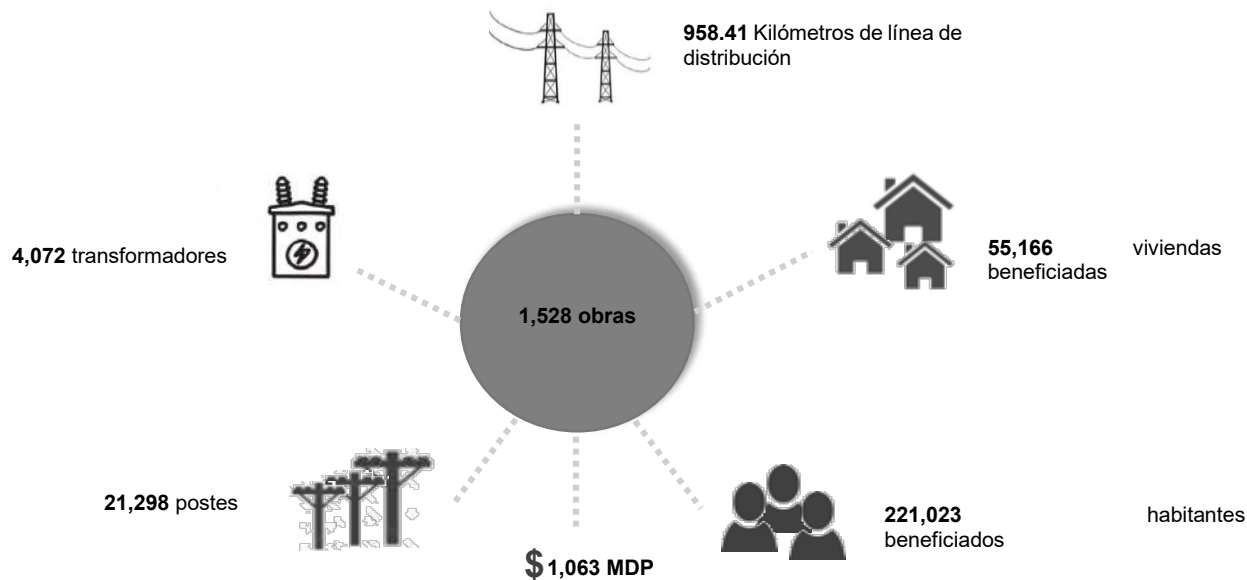 958.41 Kilómetros de línea de
distribución
4,072 transformadores
55,166 viviendas
beneficiadas
1,528 obras
21,298 postes
221,023 habitantes
beneficiados
$ 1,063 MDP